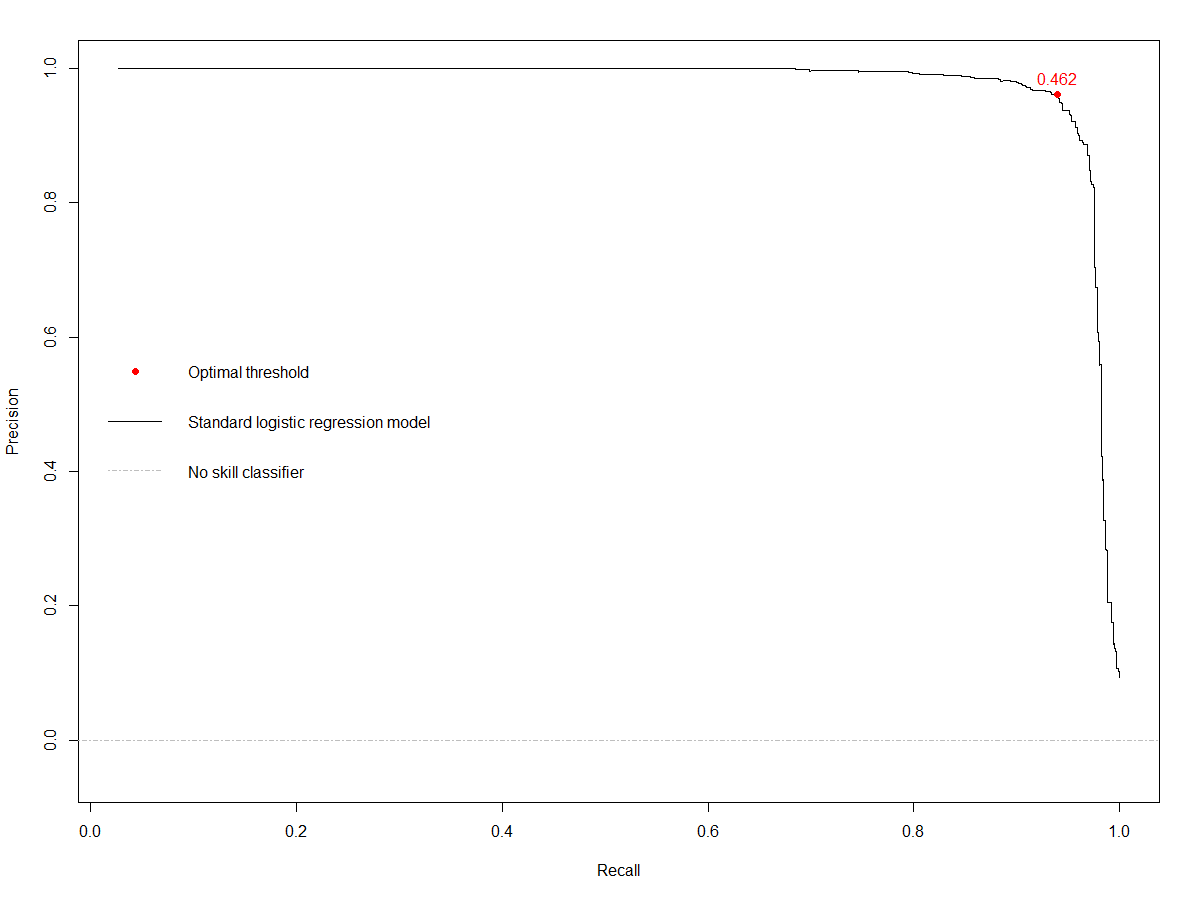 0.462
Optimal threshold
Standard logistic regression model
No skill classifier
Precision
1.0
0.8
0.6
0.4
0.2
0.0
0.0 0.2 0.4 0.6 0.8 1.0
Recall